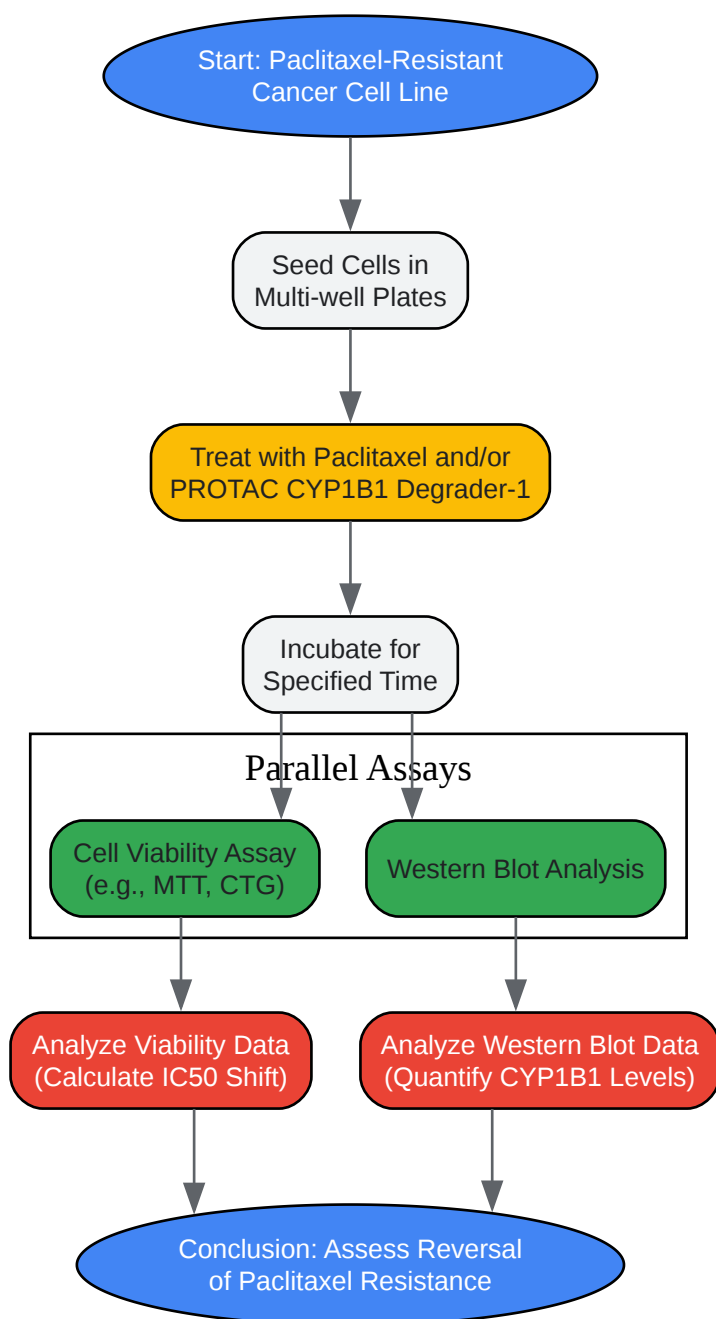 Start: Paclitaxel-Resistant
Cancer Cell Line
Seed Cells in
Multi-well Plates
Treat with Paclitaxel and/or
PROTAC CYP1B1 Degrader-1
Incubate for
Specified Time
Parallel Assays
Cell Viability Assay
(e.g., MTT, CTG)
Western Blot Analysis
Analyze Viability Data
(Calculate IC50 Shift)
Analyze Western Blot Data
(Quantify CYP1B1 Levels)
Conclusion: Assess Reversal
of Paclitaxel Resistance